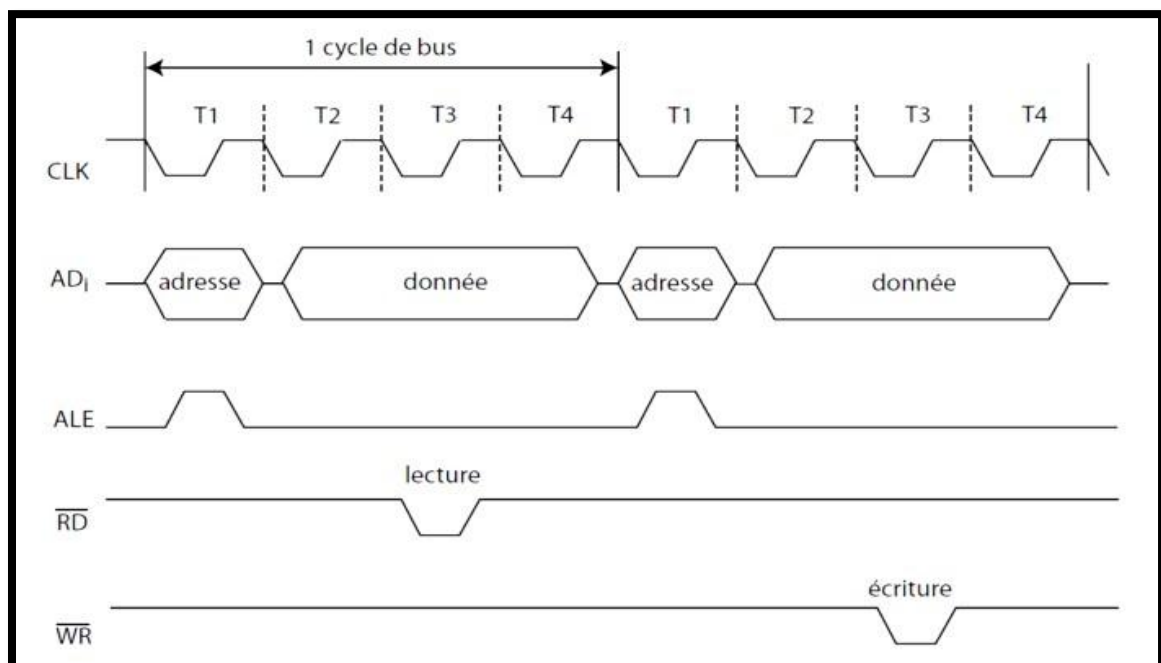 1 cycle de bus
T1 T2 T3 T4 T1 T2 T3 T4
CLK
ADi adresse donnée adresse donnée
ALE
lecture
RD
écriture
WR